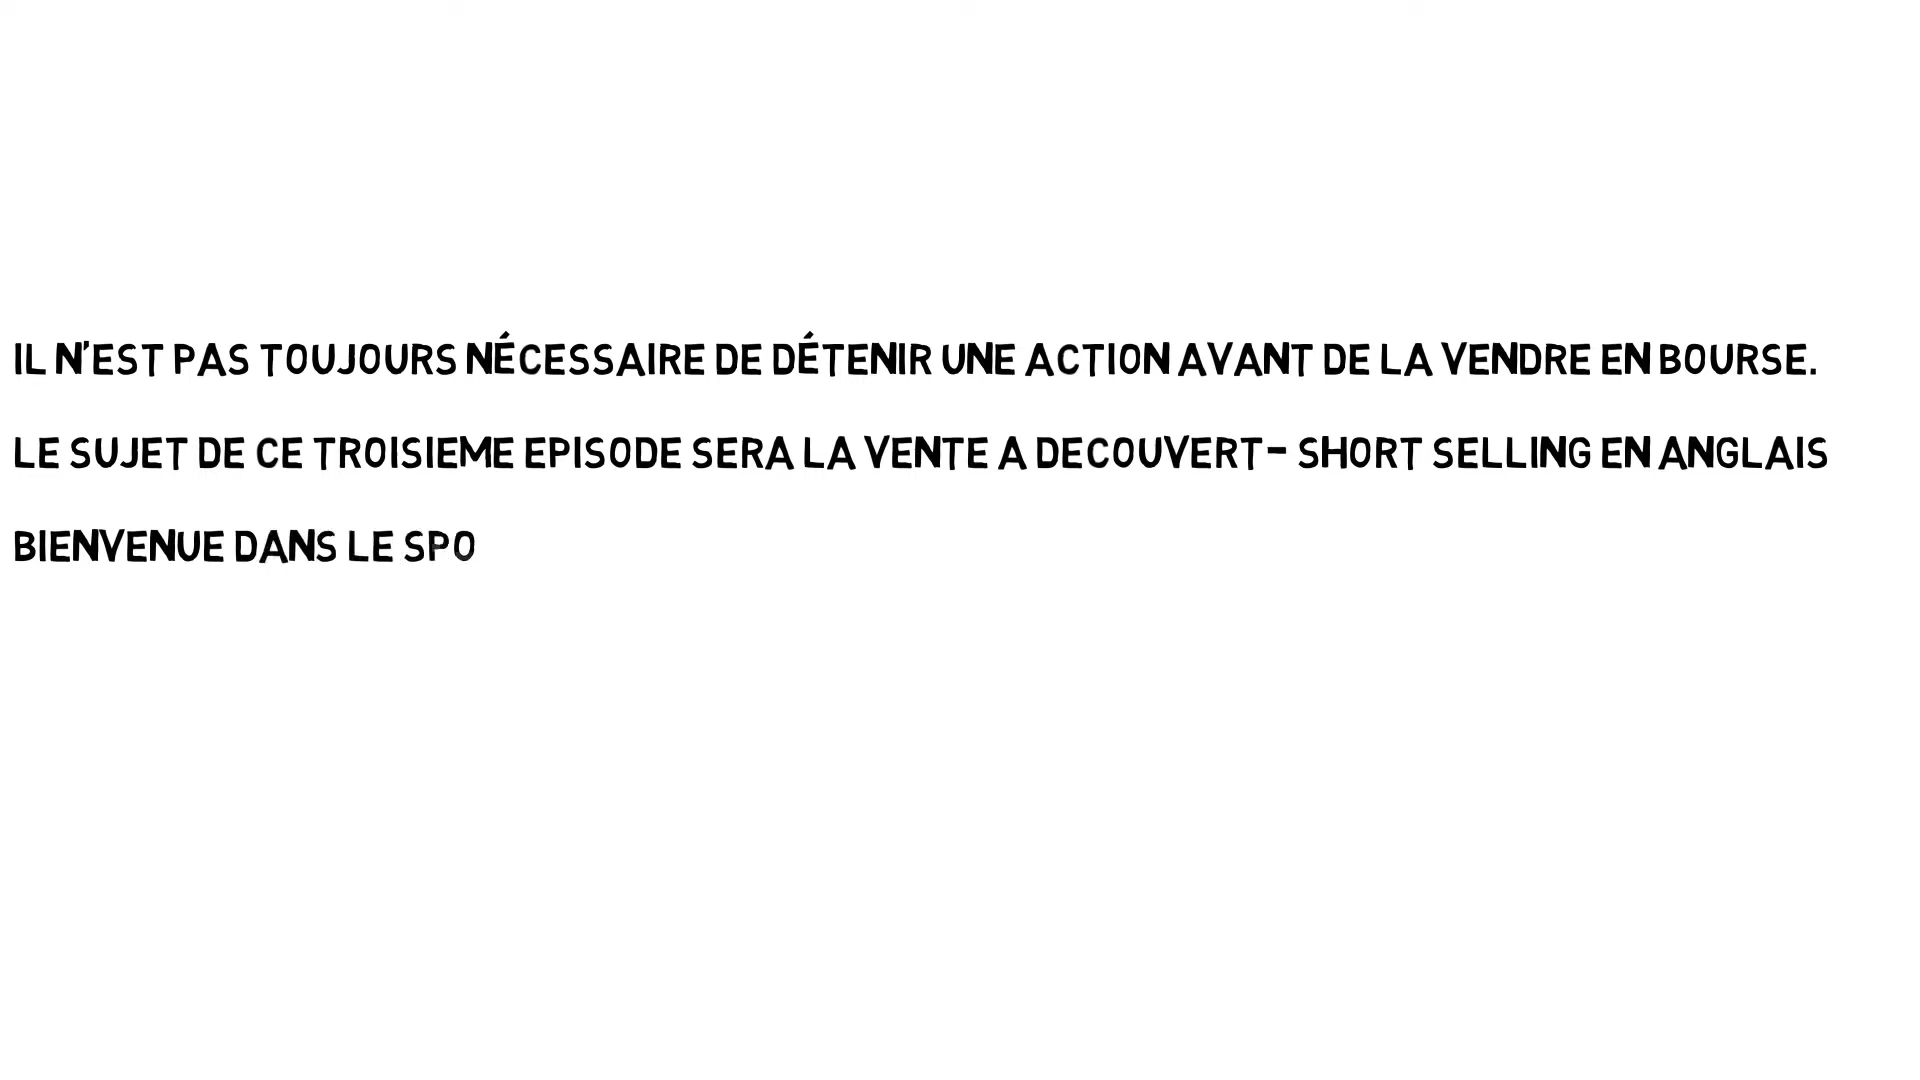 IL N'EST PAS TOUJOURS NÉCESSAIRE DE DÉTENIR UNE ACTION AVANT DE LA VENDRE EN BOURSE.
LE SUJET DE CE TROISIEME EPISODE SERA LA VENTE A DECOUVERT- SHORT SELLING EN ANGLAIS
BIENVENUE DANS LE SPO